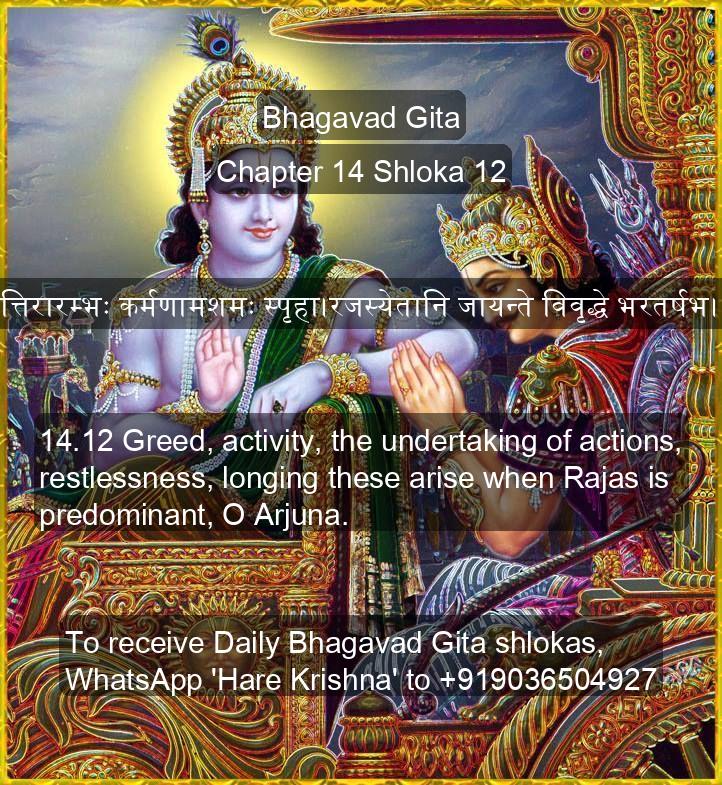 Bhagavad Gita
Chapter 14 Shloka 12
त्तिरारम्भः कर्मणामशमः स्पृहा।रजस्येतानि जायन्ते विवृद्धे भरतर्षभ।
14.12 Greed, activity, the undertaking of actions,
restlessness, longing these arise when Rajas is
predominant, O Arjuna.
To receive Daily Bhagavad Gita shlokas,
WhatsApp 'Hare Krishna' to +919036504927